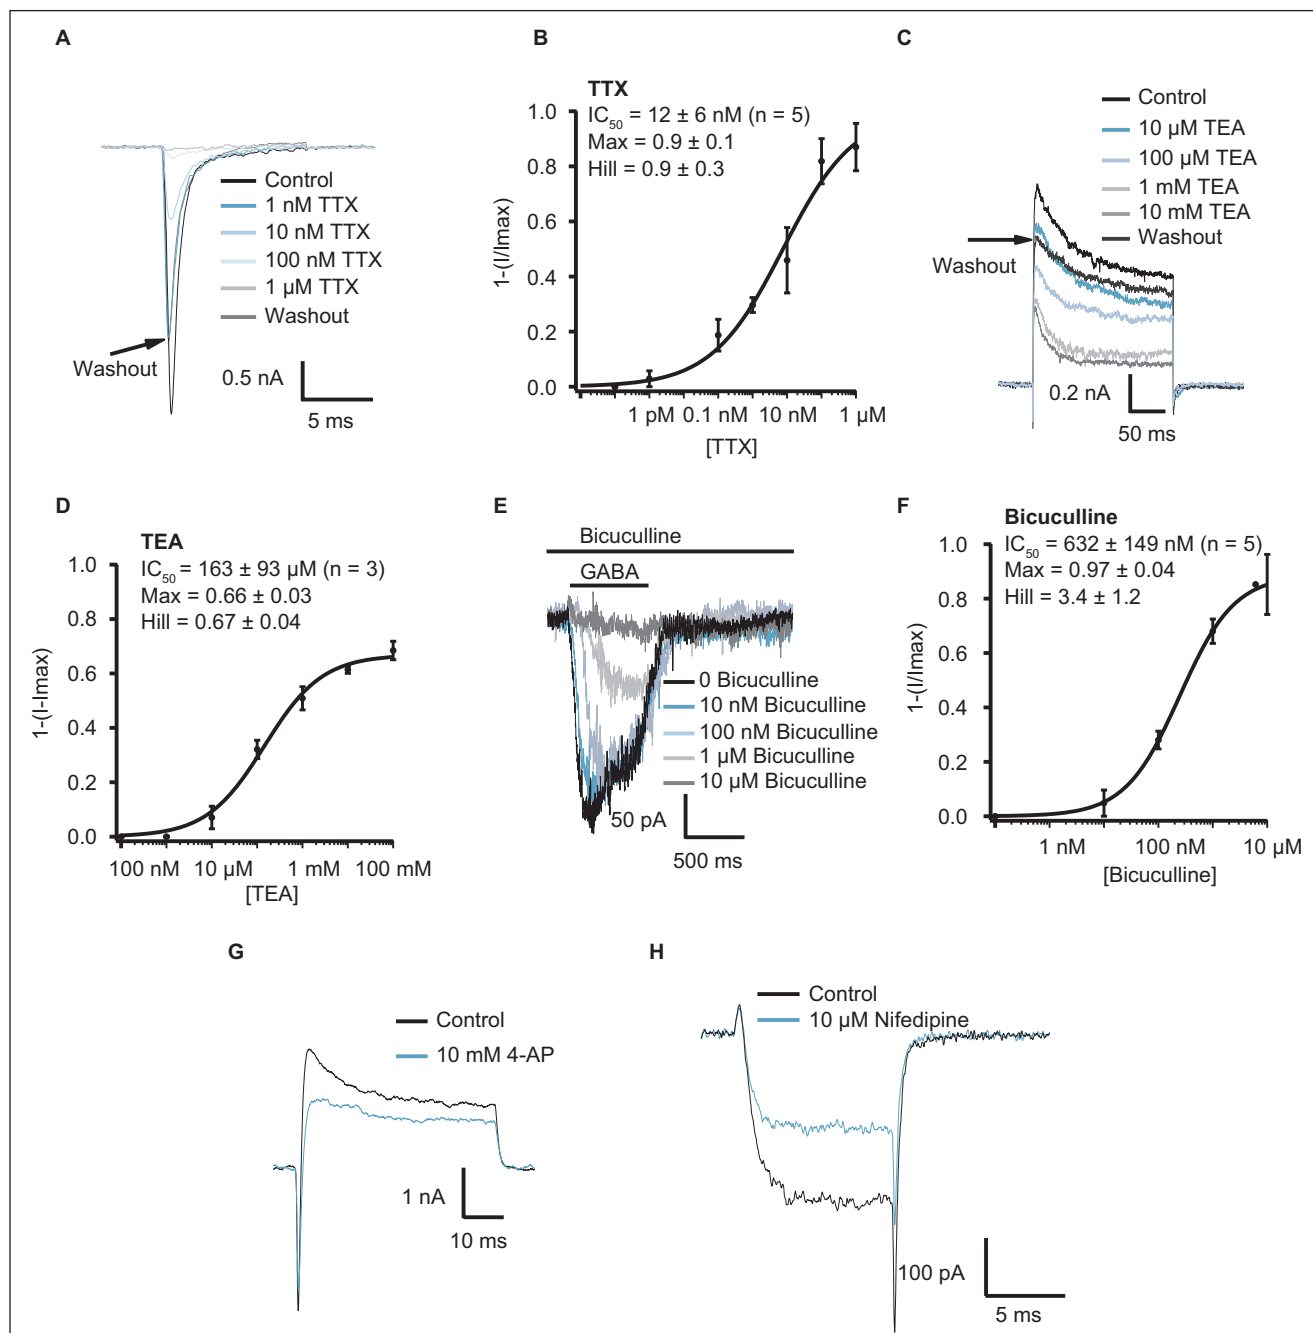 A
Control
1 nM TTX
10 nM TTX
100 nM TTX
1 µM TTX
Washout
Washout
0.5 nA
5 ms
B
TTX
IC50 = 12 ± 6 nM (n = 5)
Max = 0.9 ± 0.1
Hill = 0.9 ± 0.3
1-(I/Imax)
1.0
0.8
0.6
0.4
0.2
0.0
1 pM 0.1 nM 10 nM 1 µM
[TTX]
C
Control
10 µM TEA
100 µM TEA
1 mM TEA
10 mM TEA
Washout
Washout
0.2 nA
50 ms
D
TEA
IC50 = 163 ± 93 µM (n = 3)
Max = 0.66 ± 0.03
Hill = 0.67 ± 0.04
1-(I-Imax)
1.0
0.8
0.6
0.4
0.2
0.0
100 nM 10 µM 1 mM 100 mM
[TEA]
E
Bicuculline
GABA
0 Bicuculline
10 nM Bicuculline
100 nM Bicuculline
1 µM Bicuculline
10 µM Bicuculline
50 pA
500 ms
F
Bicuculline
IC50 = 632 ± 149 nM (n = 5)
Max = 0.97 ± 0.04
Hill = 3.4 ± 1.2
1-(I/Imax)
1.0
0.8
0.6
0.4
0.2
0.0
1 nM 100 nM 10 µM
[Bicuculline]
G
Control
10 mM 4-AP
1 nA
10 ms
H
Control
10 µM Nifedipine
100 pA
5 ms